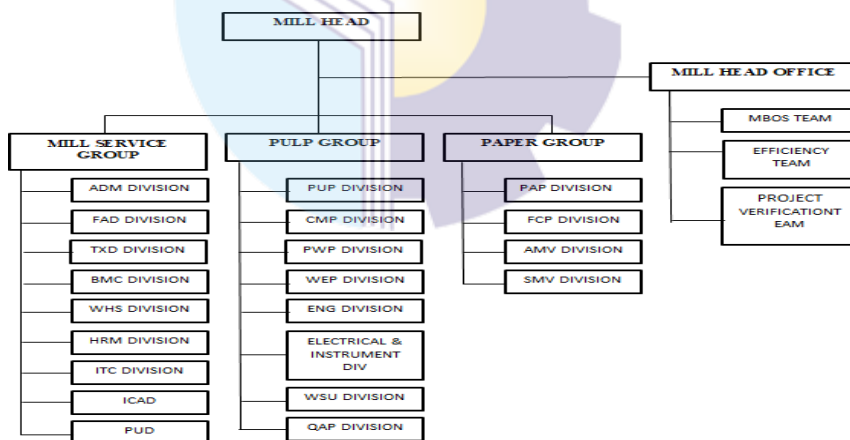 MILL HEAD
MILL HEAD OFFICE
MBOS TEAM
EFFICIENCY
TEAM
PROJECT
VERIFICATIONT
EAM
MILL SERVICE
GROUP
ADM DIVISION
FAD DIVISION
TXD DIVISION
BMC DIVISION
WHS DIVISION
HRM DIVISION
ITC DIVISION
ICAD
PUD
PULP GROUP
PUP DIVISION
CMP DIVISION
PWP DIVISION
WEP DIVISION
ENG DIVISION
ELECTRICAL &
INSTRUMENT
DIV
WSU DIVISION
QAP DIVISION
PAPER GROUP
PAP DIVISION
FCP DIVISION
AMV DIVISION
SMV DIVISION